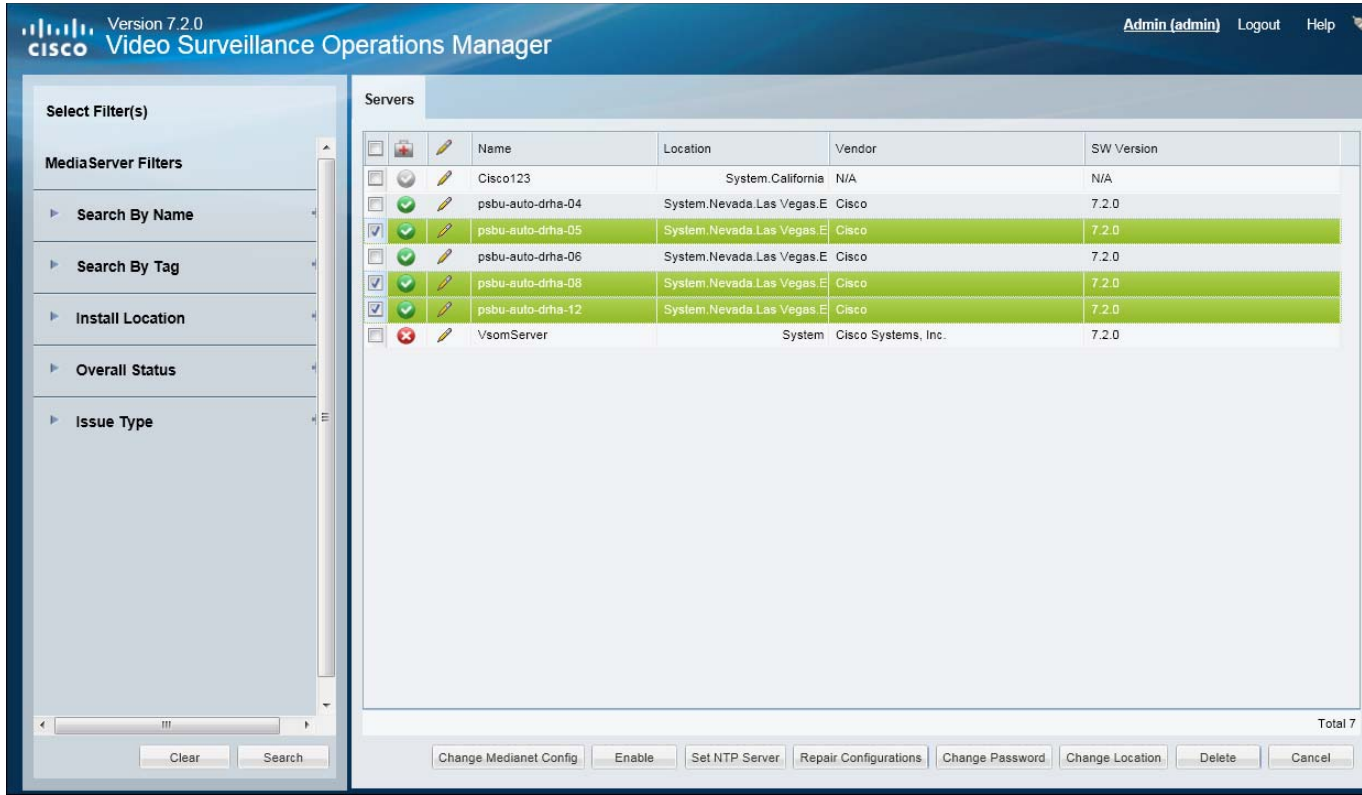 Version 7.2.0
CISCO Video Surveillance Operations Manager
Admin (admin) Logout Help
Select Filter(s)
MediaServer Filters
Search By Name
Search By Tag
Install Location
Overall Status
Issue Type
Clear Search
Servers
Name Location Vendor SW Version
Cisco123 System.California N/A N/A
psbu-auto-drha-04 System.Nevada.Las Vegas.E Cisco 7.2.0
psbu-auto-drha-05 System.Nevada.Las Vegas.E Cisco 7.2.0
psbu-auto-drha-06 System.Nevada.Las Vegas.E Cisco 7.2.0
psbu-auto-drha-08 System.Nevada.Las Vegas.E Cisco 7.2.0
psbu-auto-drha-12 System.Nevada.Las Vegas.E Cisco 7.2.0
VsomServer System Cisco Systems, Inc. 7.2.0
Total 7
Change Medianet Config Enable Set NTP Server Repair Configurations Change Password Change Location Delete Cancel